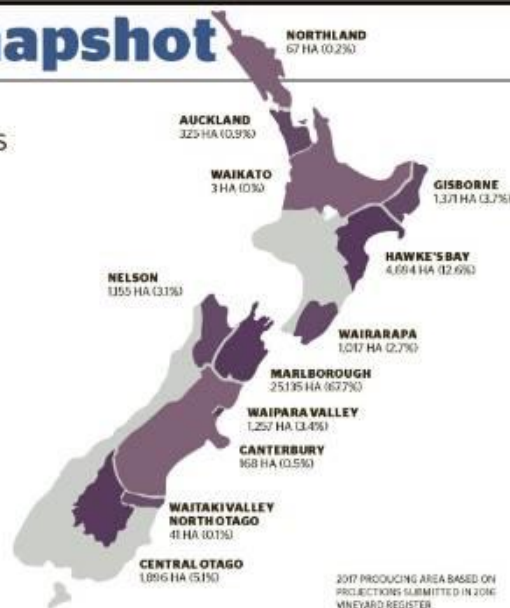 apshot
NORTHLAND
67 HA (0.2%)
S
AUCKLAND
325 HA (0.9%)
WAIKATO
3 HA (0%)
GISBORNE
1,371 HA (3.7%)
HAWKE'S BAY
4,694 HA (12.6%)
NELSON
1,155 HA (3.1%)
WAIRARAPA
1,017 HA (2.7%)
MARLBOROUGH
25,135 HA (67.7%)
WAIPARA VALLEY
1,257 HA (3.4%)
CANTERBURY
168 HA (0.5%)
WAITAKI VALLEY
NORTH OTAGO
41 HA (0.1%)
CENTRAL OTAGO
1,896 HA (5.1%)
2017 PRODUCING AREA BASED ON
PROJECTIONS SUBMITTED IN 2016
VINEYARD REGISTER